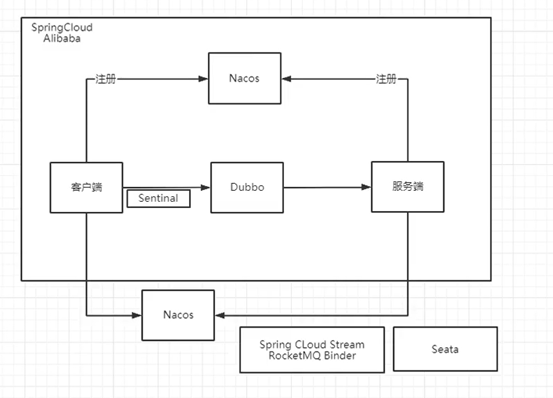 SpringCloud
Alibaba
Nacos
注册
注册
客户端
Sentinal
Dubbo
服务端
Nacos
Spring CLoud Stream
RocketMQ Binder
Seata